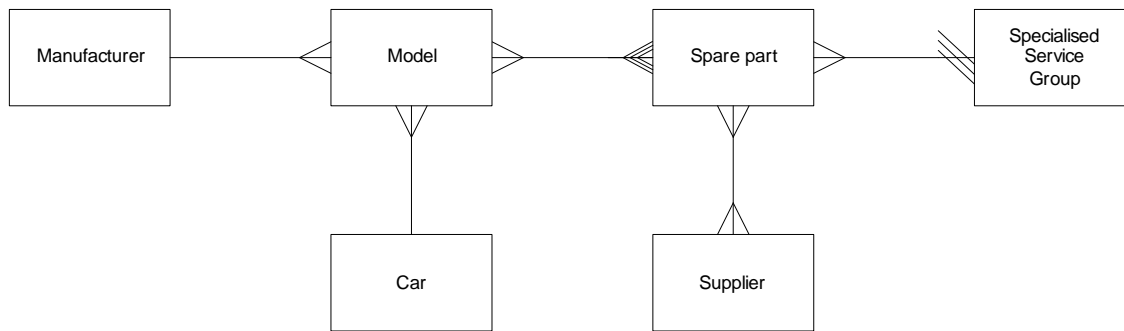 Manufacturer
Model
Spare part
Specialised
Service
Group
Car
Supplier